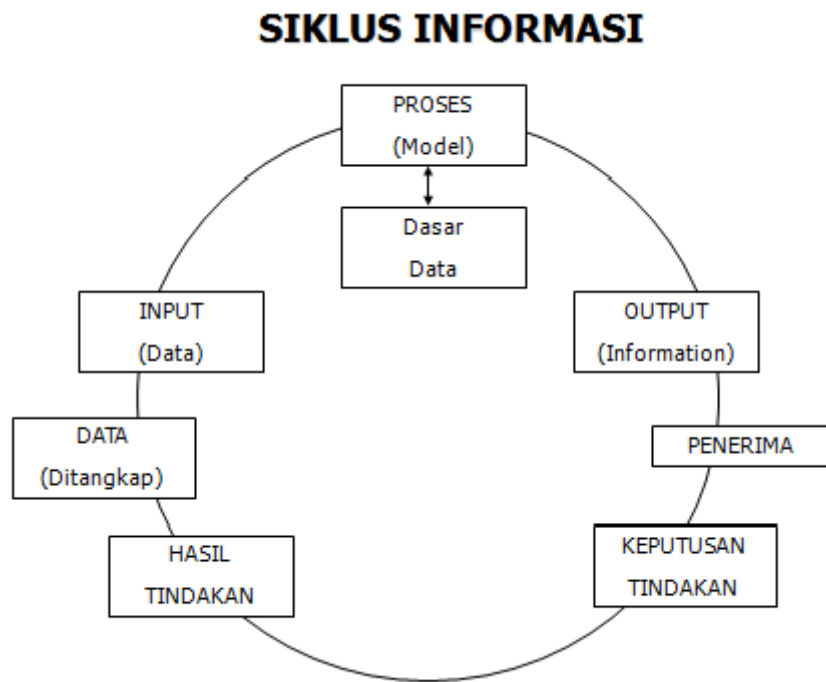 SIKLUS INFORMASI
PROSES
(Model)
Dasar
Data
INPUT
(Data)
OUTPUT
(Information)
DATA
(Ditangkap)
PENERIMA
HASIL
TINDAKAN
KEPUTUSAN
TINDAKAN